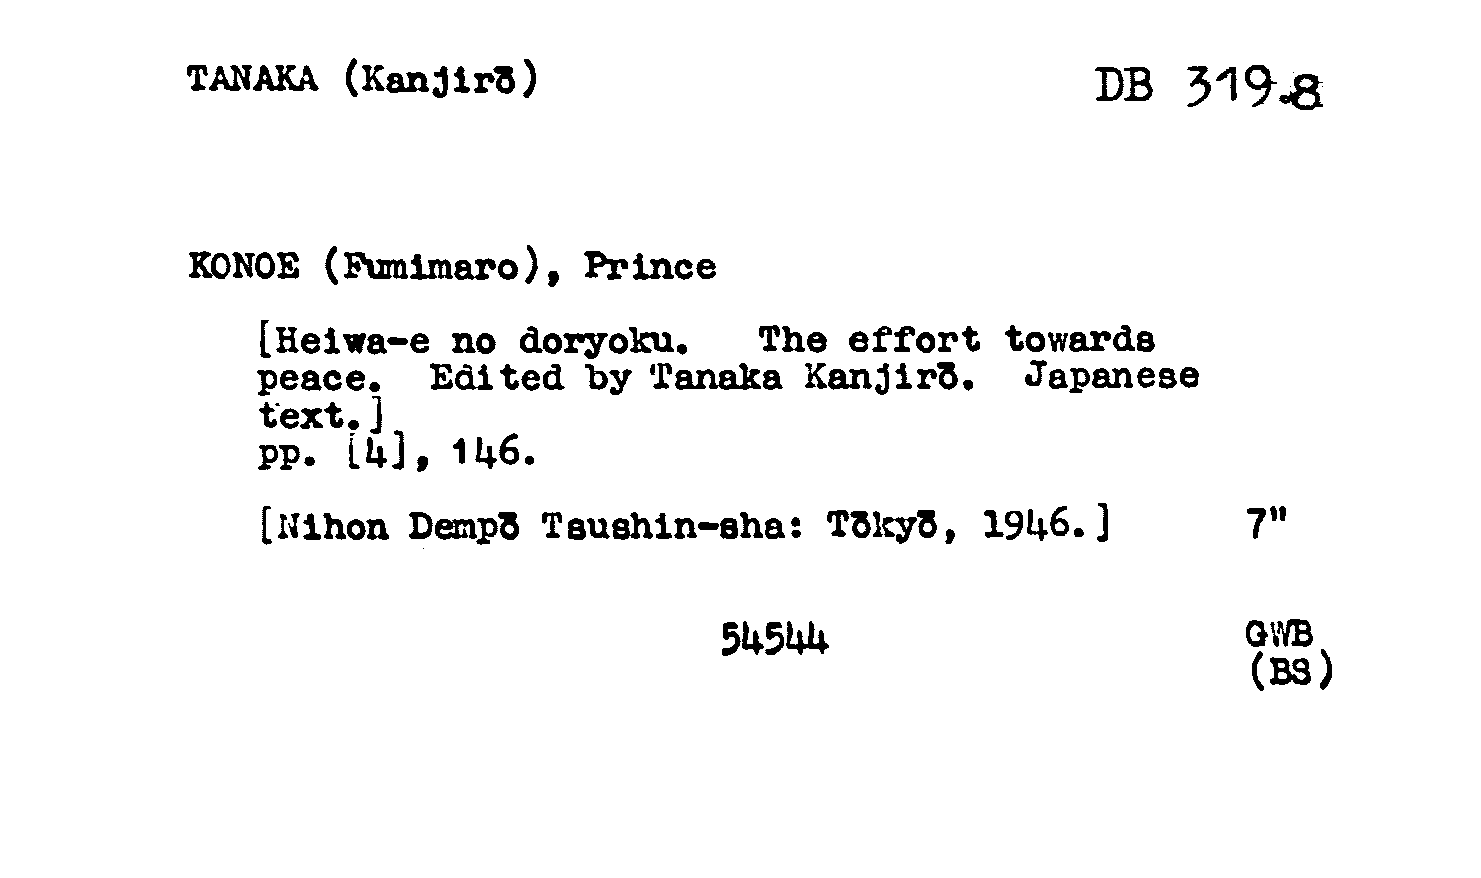 TANAKA (Kanjirō) DB 319.8
KONOE (Fumimaro), Prince
[Heiwa-e no doryoku. The effort towards
peace. Edited by Tanaka Kanjirō. Japanese
text.]
pp. [4], 146.
[Nihon Dempō Tsushin-sha: Tōkyō, 1946.] 7"
54544 GWB
(BS)